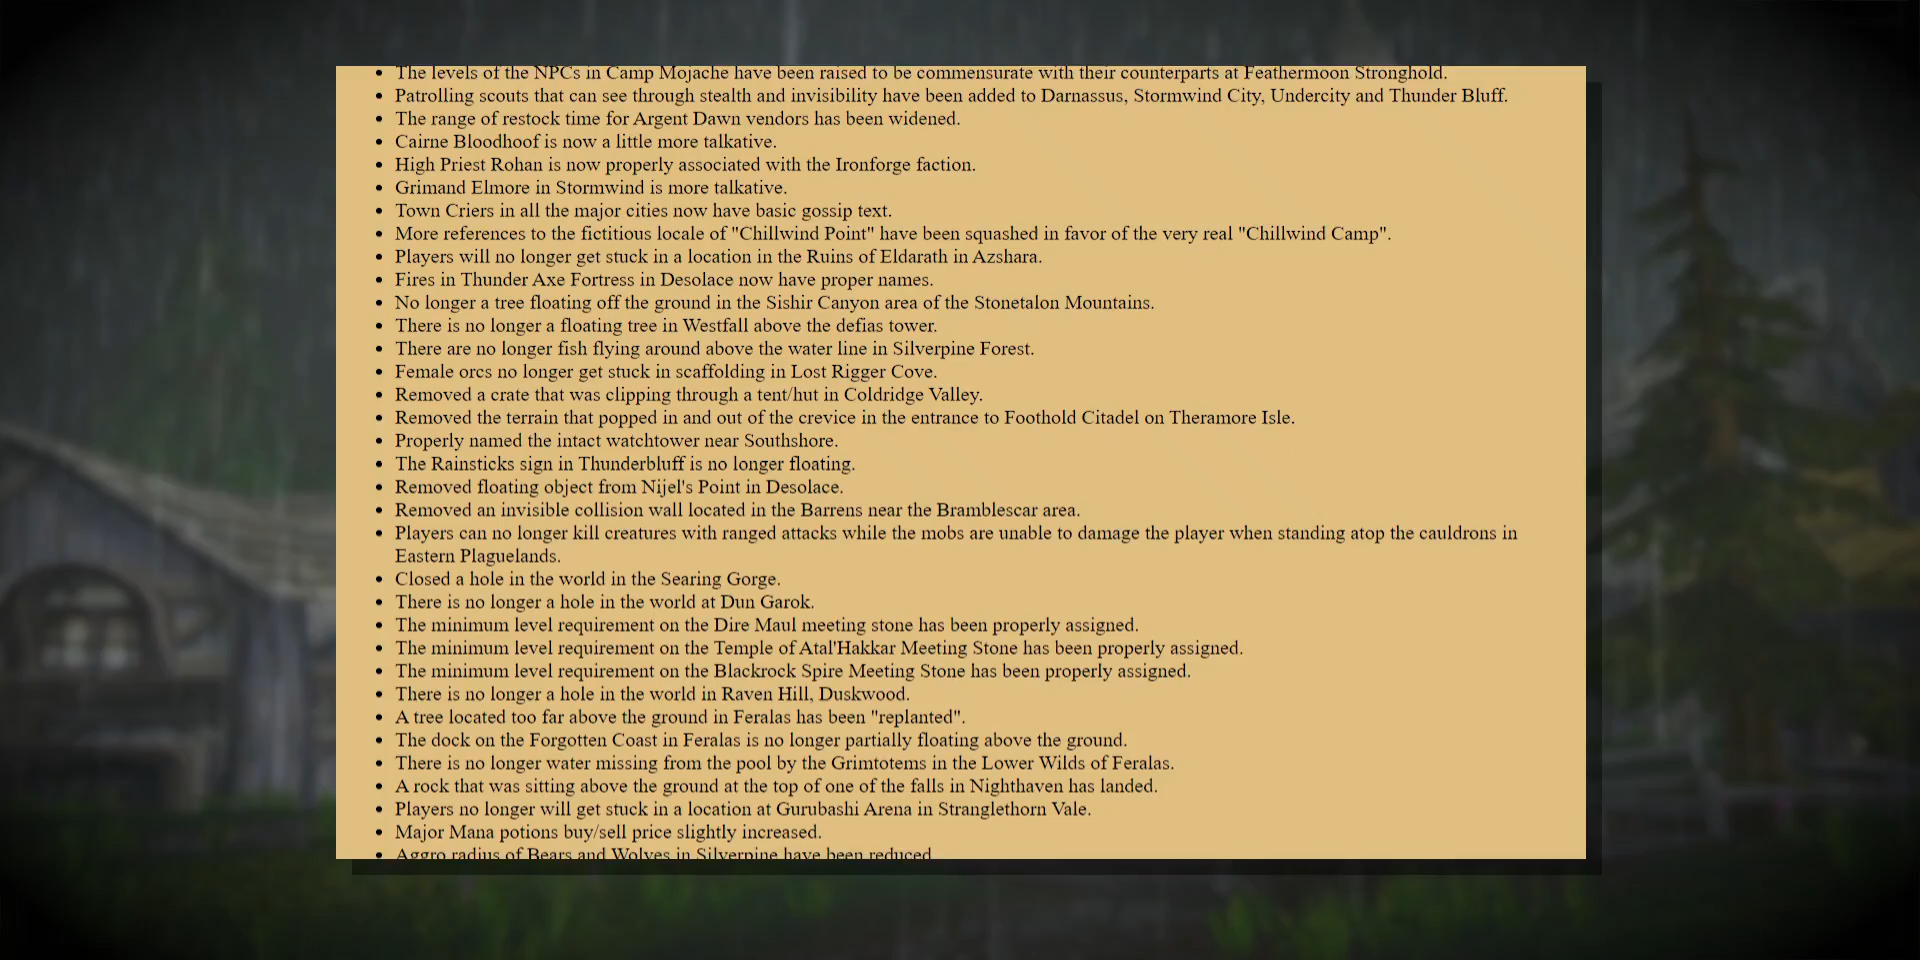 • The levels of the NPCs in Camp Mojache have been raised to be commensurate with their counterparts at Feathermoon Stronghold.
• Patrolling scouts that can see through stealth and invisibility have been added to Darnassus, Stormwind City, Undercity and Thunder Bluff.
• The range of restock time for Argent Dawn vendors has been widened.
• Cairne Bloodhoof is now a little more talkative.
• High Priest Rohan is now properly associated with the Ironforge faction.
• Grimand Elmore in Stormwind is more talkative.
• Town Criers in all the major cities now have basic gossip text.
• More references to the fictitious locale of "Chillwind Point" have been squashed in favor of the very real "Chillwind Camp".
• Players will no longer get stuck in a location in the Ruins of Eldarath in Azshara.
• Fires in Thunder Axe Fortress in Desolace now have proper names.
• No longer a tree floating off the ground in the Sishir Canyon area of the Stonetalon Mountains.
• There is no longer a floating tree in Westfall above the defias tower.
• There are no longer fish flying around above the water line in Silverpine Forest.
• Female orcs no longer get stuck in scaffolding in Lost Rigger Cove.
• Removed a crate that was clipping through a tent/hut in Coldridge Valley.
• Removed the terrain that popped in and out of the crevice in the entrance to Foothold Citadel on Theramore Isle.
• Properly named the intact watchtower near Southshore.
• The Rainsticks sign in Thunderbluff is no longer floating.
• Removed floating object from Nijel's Point in Desolace.
• Removed an invisible collision wall located in the Barrens near the Bramblescar area.
• Players can no longer kill creatures with ranged attacks while the mobs are unable to damage the player when standing atop the cauldrons in
Eastern Plaguelands.
• Closed a hole in the world in the Searing Gorge.
• There is no longer a hole in the world at Dun Garok.
• The minimum level requirement on the Dire Maul meeting stone has been properly assigned.
• The minimum level requirement on the Temple of Atal'Hakkar Meeting Stone has been properly assigned.
• The minimum level requirement on the Blackrock Spire Meeting Stone has been properly assigned.
• There is no longer a hole in the world in Raven Hill, Duskwood.
• A tree located too far above the ground in Feralas has been "replanted".
• The dock on the Forgotten Coast in Feralas is no longer partially floating above the ground.
• There is no longer water missing from the pool by the Grimtotems in the Lower Wilds of Feralas.
• A rock that was sitting above the ground at the top of one of the falls in Nighthaven has landed.
• Players no longer will get stuck in a location at Gurubashi Arena in Stranglethorn Vale.
• Major Mana potions buy/sell price slightly increased.
• Aggro radius of Bears and Wolves in Silverpine have been reduced.